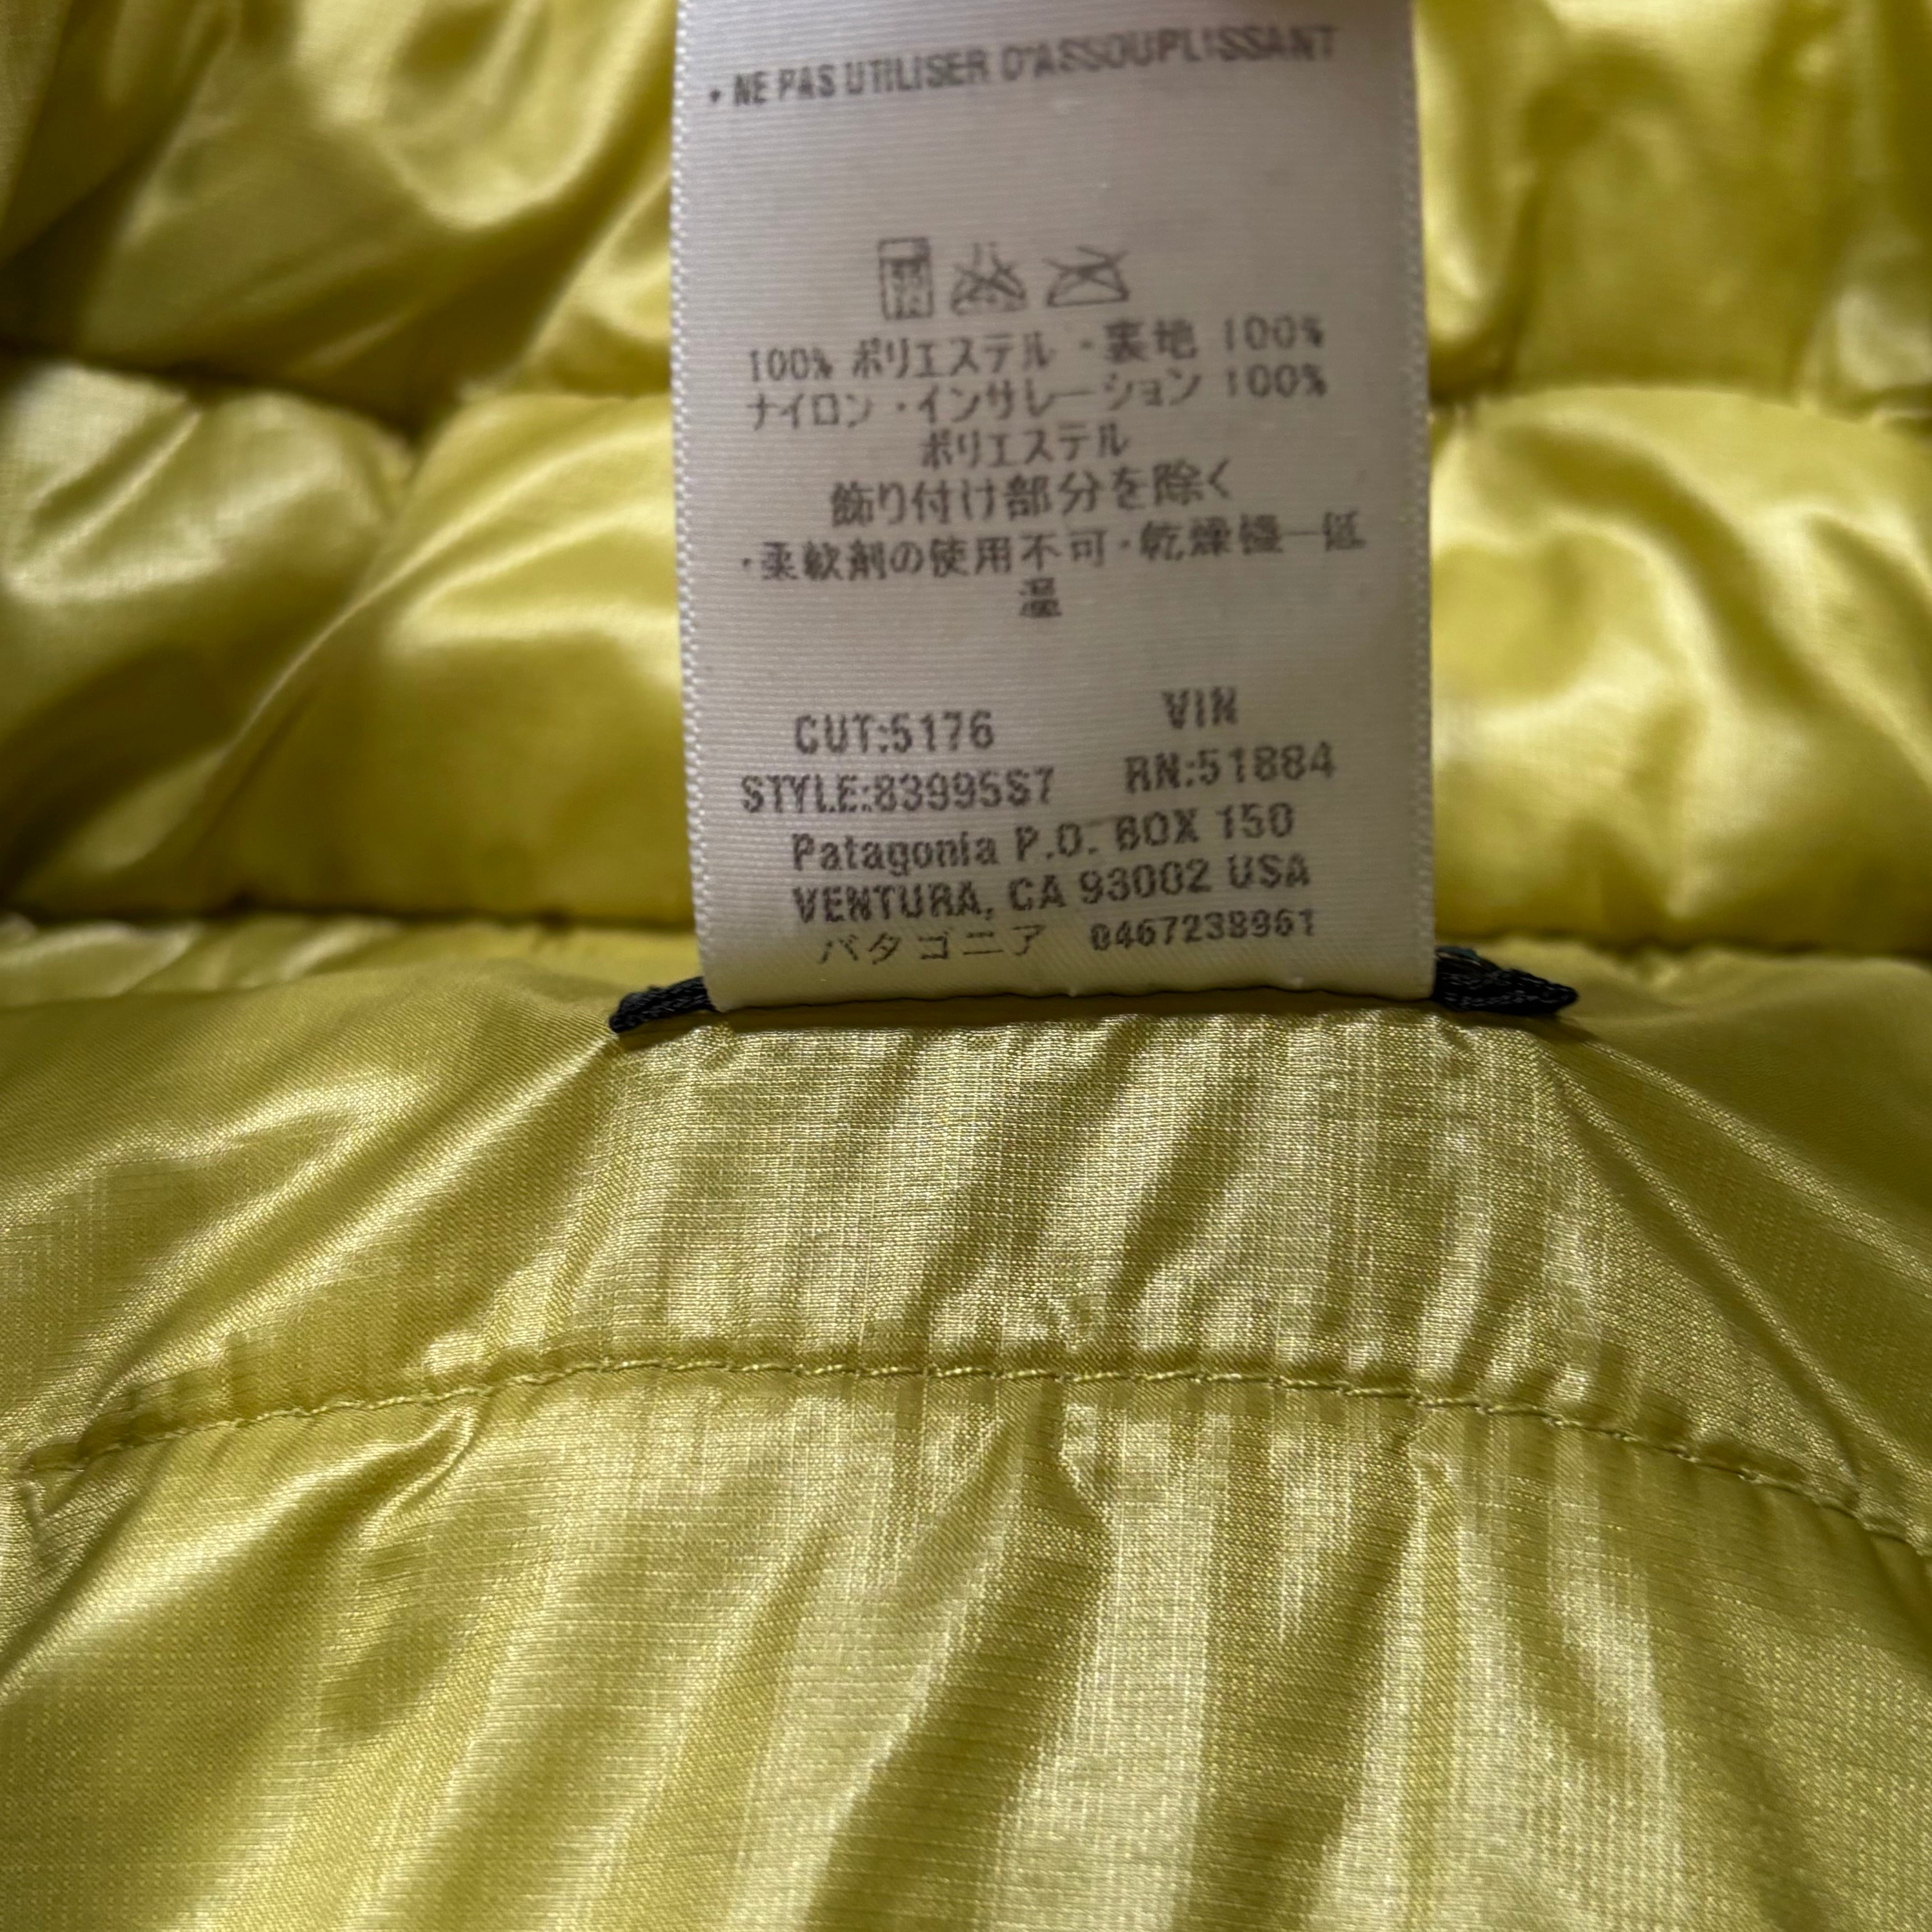 • NE PAS UTILISER D'ASSOUPLISSANT
100% ポリエステル ・裏地 100%
ナイロン ・インサレーション 100%
ポリエステル
飾り付け部分を除く
・柔軟剤の使用不可・乾燥機一低
温
CUT:5176 VIN
STYLE:83995S7 RN:51884
Patagonia P.O. BOX 150
VENTURA, CA 93002 USA
パタゴニア 0467238961